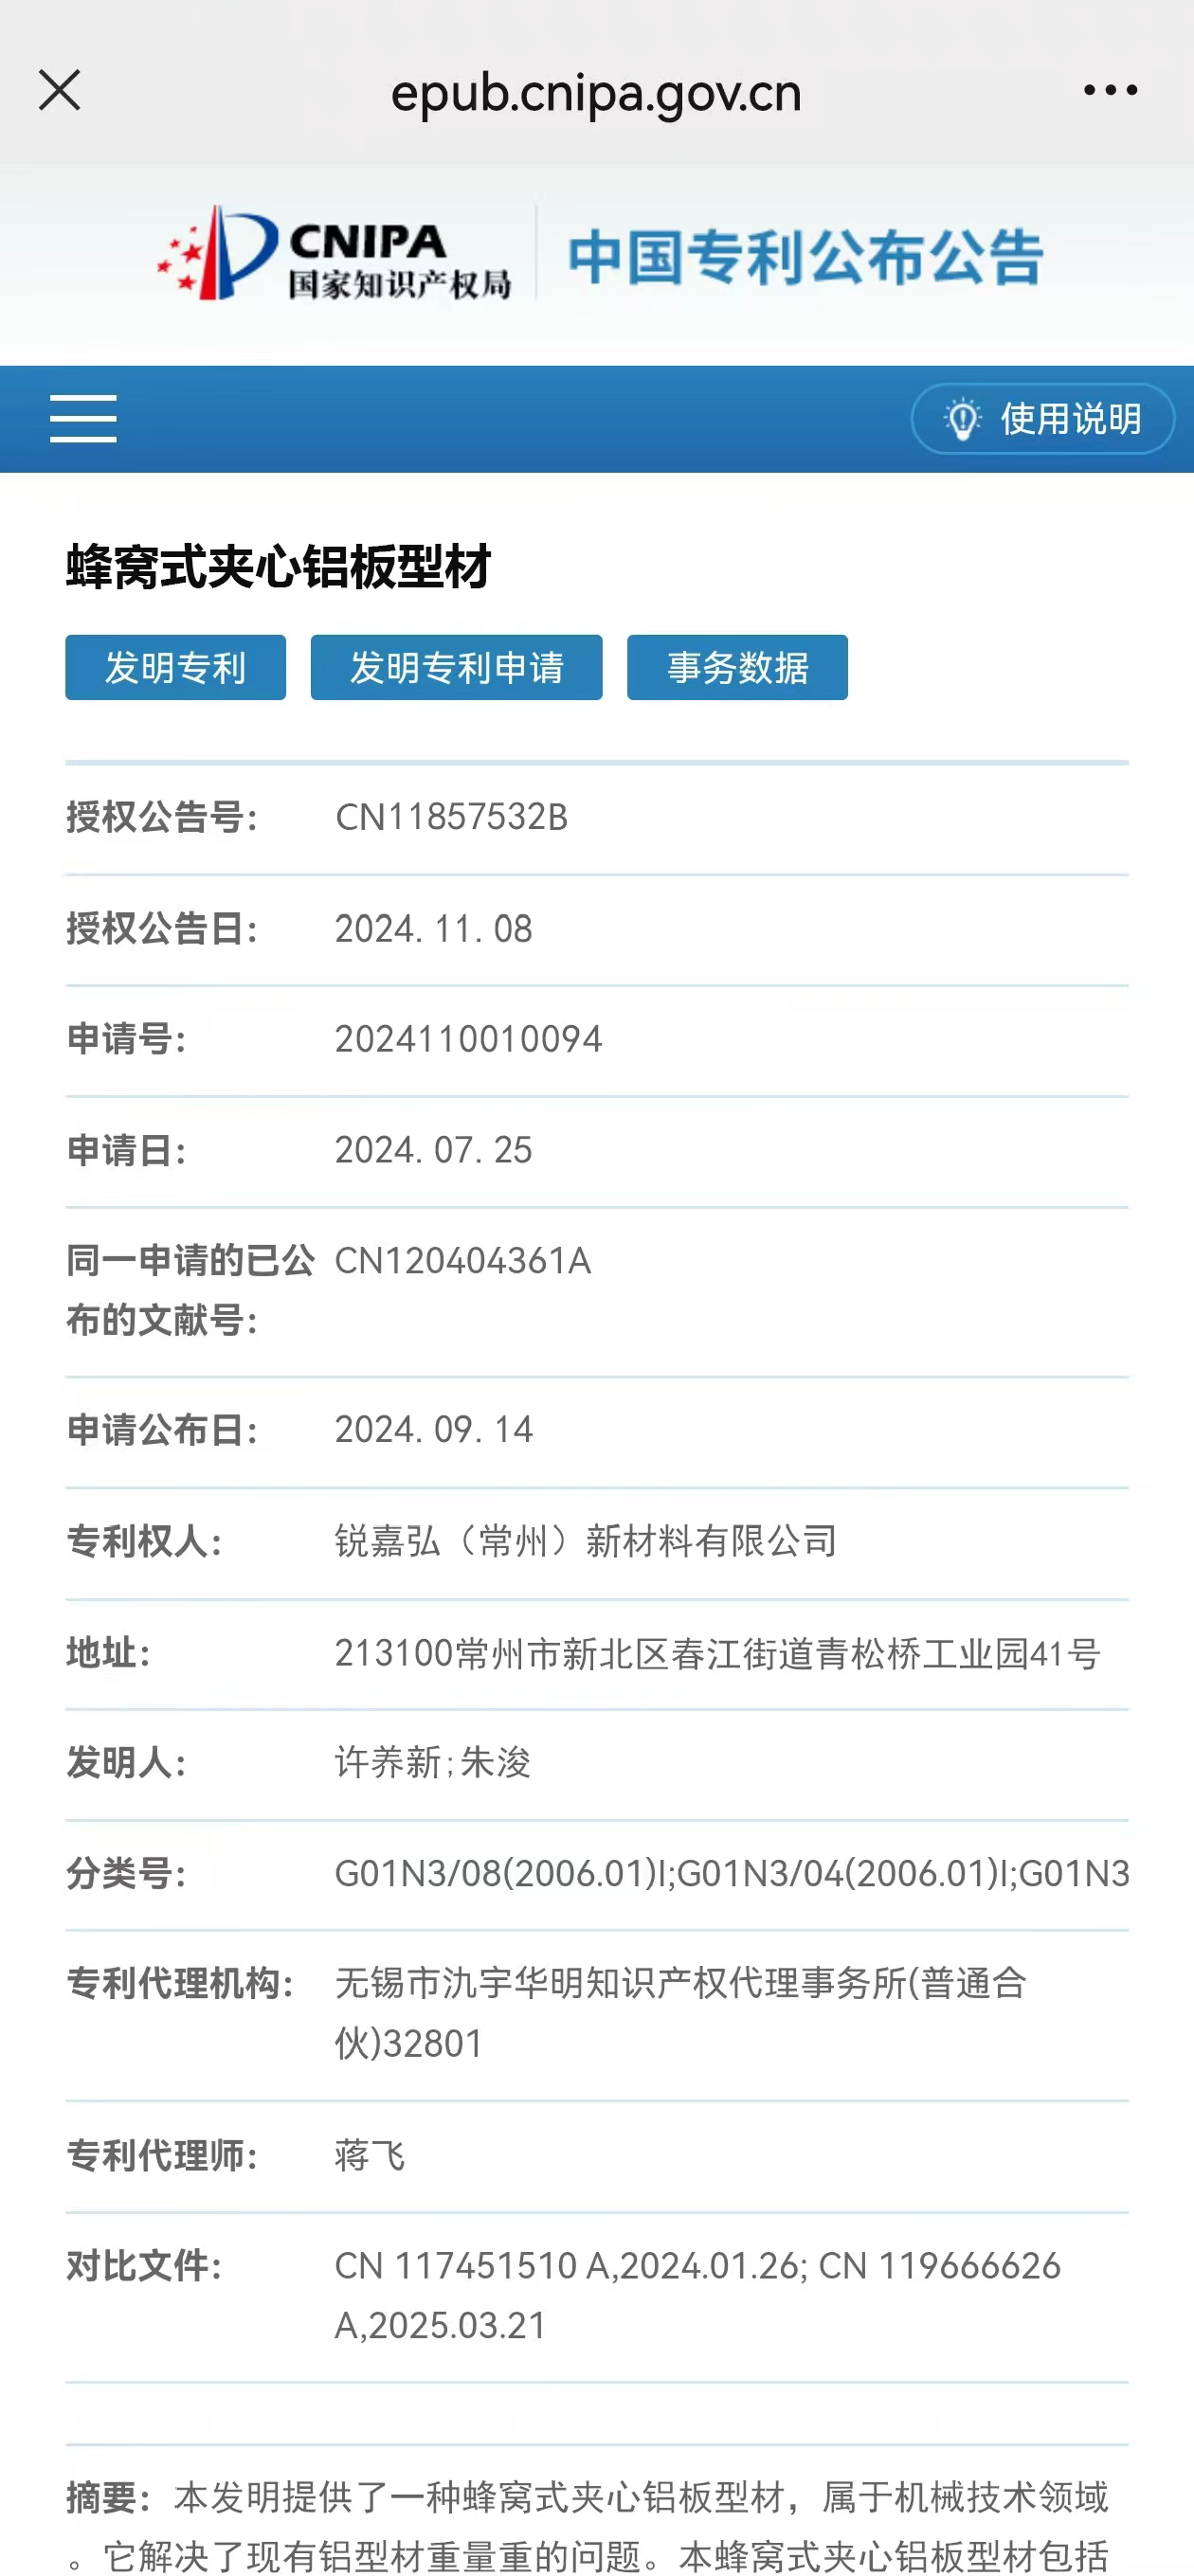 epub.cnipa.gov.cn
CNIPA
国家知识产权局
中国专利公布公告
使用说明
蜂窝式夹心铝板型材
发明专利 发明专利申请 事务数据
授权公告号： CN11857532B
授权公告日： 2024. 11. 08
申请号： 2024110010094
申请日： 2024. 07. 25
同一申请的已公 CN120404361A
布的文献号：
申请公布日： 2024. 09. 14
专利权人： 锐嘉弘（常州）新材料有限公司
地址： 213100常州市新北区春江街道青松桥工业园41号
发明人： 许养新;朱浚
分类号： G01N3/08(2006.01)I;G01N3/04(2006.01)I;G01N3
专利代理机构： 无锡市氿宇华明知识产权代理事务所(普通合
伙)32801
专利代理师： 蒋飞
对比文件： CN 117451510 A,2024.01.26; CN 119666626
A,2025.03.21
摘要：本发明提供了一种蜂窝式夹心铝板型材，属于机械技术领域
。它解决了现有铝型材重量重的问题。本蜂窝式夹心铝板型材包括